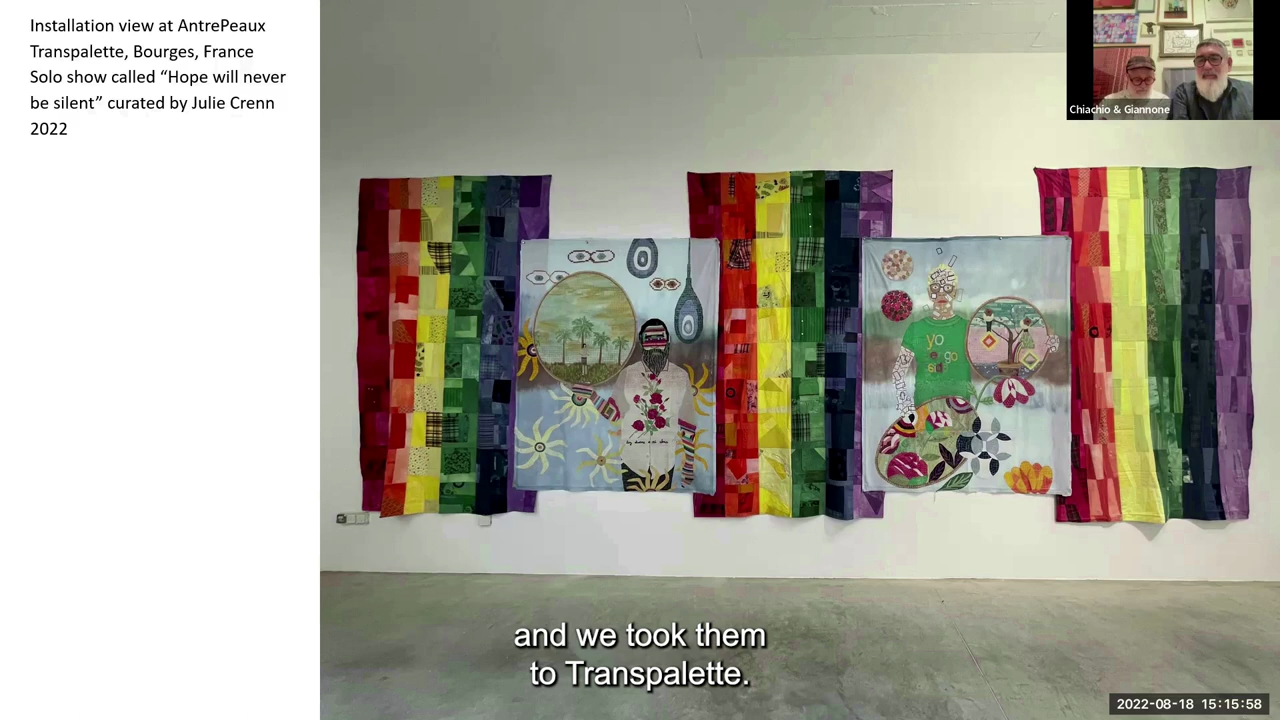 Installation view at AntrePeaux
Transpalette, Bourges, France
Solo show called “Hope will never
be silent” curated by Julie Crenn
2022
Chiachio & Giannone
yo
and we took them
to Transpalette.
2022-08-18 15:15:58